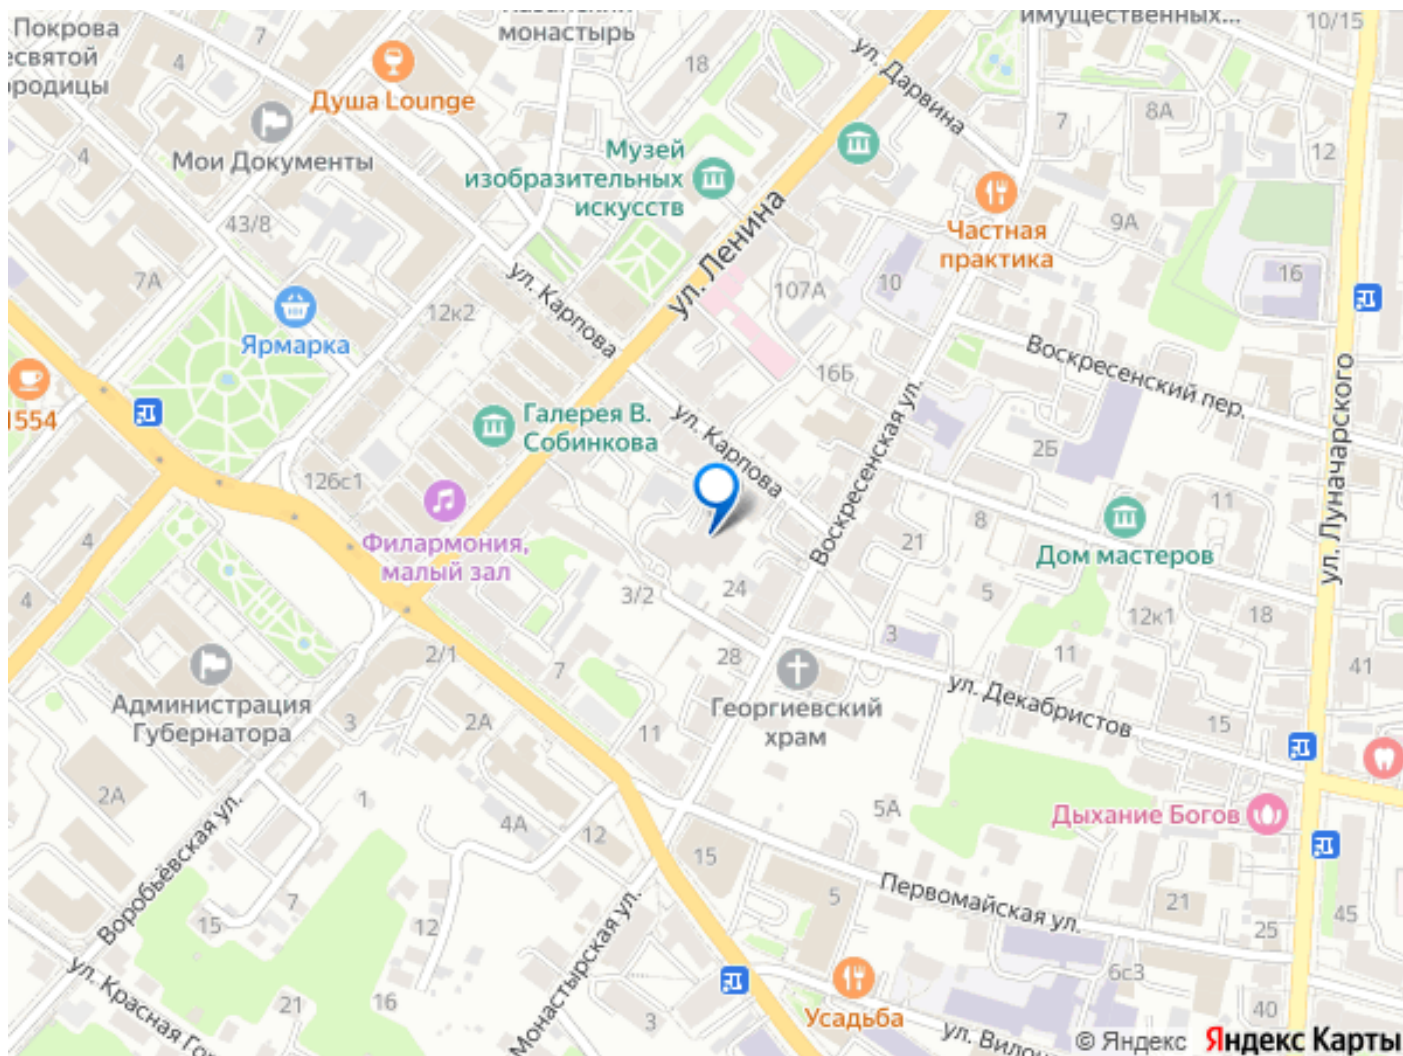 Казанский
монастырь
имущественных...
10/15
Покрова
есвятой
ородицы
7
4
18
ул. Дарвина
Душа Lounge
8А
7
12
Мои Документы
4
Музей
изобразительных
искусств
43/8
ул. Ленина
Частная
практика
9А
7А
16
10
107А
ул. Карпова
12к2
Ярмарка
Воскресенский пер.
ул. Луначарского
16Б
1554
Галерея В.
Собинкова
ул. Карпова
Воскресенская ул.
2Б
126с1
11
8
Филармония,
малый зал
4
21
Дом мастеров
4
3/2
24
5
12к1
18
3
2/1
7
28
11
41
Администрация
Губернатора
3
2А
11
Георгиевский
храм
ул. Декабристов
15
2А
1
4А
12
5А
Дыхание Богов
Воробьёвская ул.
15
5
Первомайская ул.
7
15
12
21
25
45
Монастырская ул.
ул. Красная Гор
21
16
3
6с3
40
Усадьба
ул. Вилон
© Яндекс Яндекс Карты